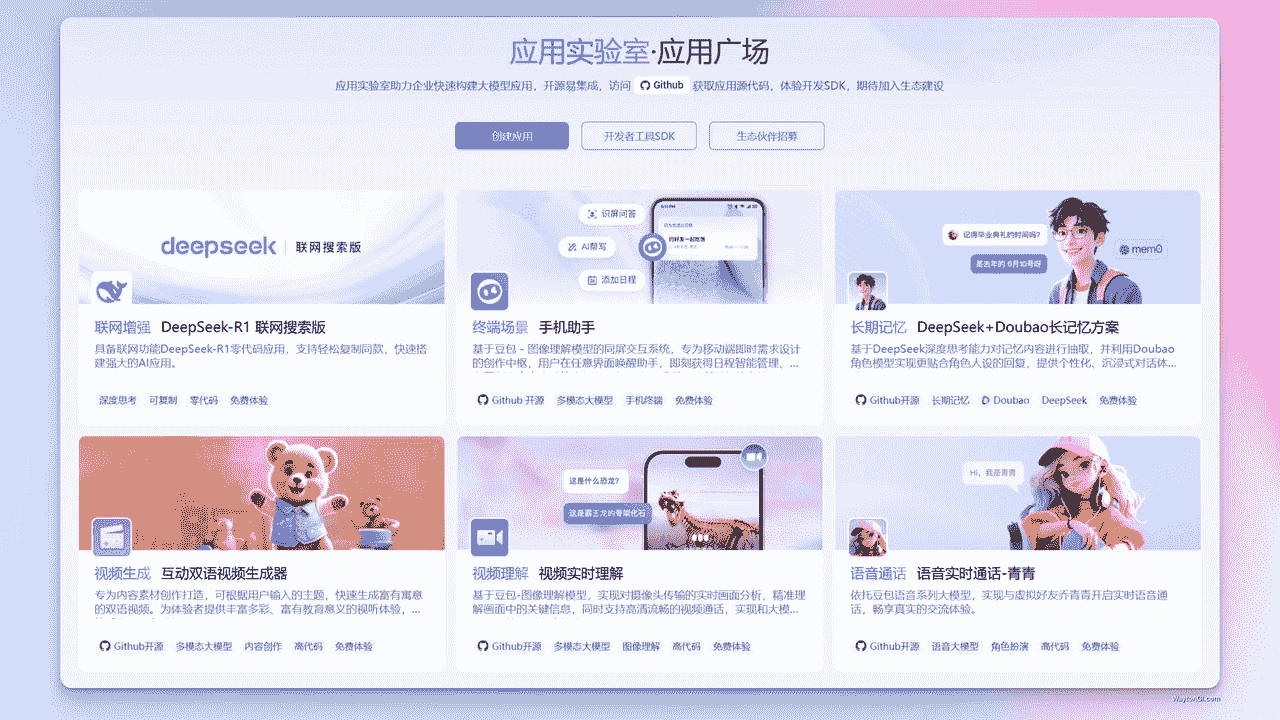 应用实验室·应用广场
应用实验室助力企业快速构建大模型应用，开源易集成，访问 Github 获取应用源代码，体验开发SDK，期待加入生态建设
创建应用 开发者工具SDK 生态伙伴招募
deepseek | 联网搜索版
联网增强 DeepSeek-R1 联网搜索版
具备联网功能DeepSeek-R1零代码应用，支持轻松复制同款，快速搭
建强大的AI应用。
深度思考 可复制 零代码 免费体验
识屏问答
AI帮写
添加日程
终端场景 手机助手
基于豆包 - 图像理解模型的同屏交互系统，专为移动端即时需求设计
的创作中枢，用户在任意界面唤醒助手，即刻获得日程智能管理、...
Github 开源 多模态大模型 手机终端 免费体验
记得毕业典礼的时间吗?
是去年的 6月10号呀
mem0
长期记忆 DeepSeek+Doubao长记忆方案
基于DeepSeek深度思考能力对记忆内容进行抽取，并利用Doubao
角色模型实现更贴合角色人设的回复，提供个性化、沉浸式对话体...
Github开源 长期记忆 Doubao DeepSeek 免费体验
视频生成 互动双语视频生成器
专为内容素材创作打造，可根据用户输入的主题，快速生成富有寓意
的双语视频。为体验者提供丰富多彩、富有教育意义的视听体验，...
Github开源 多模态大模型 内容创作 高代码 免费体验
这是什么恐龙?
这是霸王龙的骨架化石
视频理解 视频实时理解
基于豆包-图像理解模型，实现对摄像头传输的实时画面分析，精准理
解画面中的关键信息，同时支持高清流畅的视频通话，实现和大模...
Github开源 多模态大模型 图像理解 高代码 免费体验
Hi，我是青青
语音通话 语音实时通话-青青
依托豆包语音系列大模型，实现与虚拟好友乔青青开启实时语音通
话，畅享真实的交流体验。
Github开源 语音大模型 角色扮演 高代码 免费体验
WaytoAGI.com